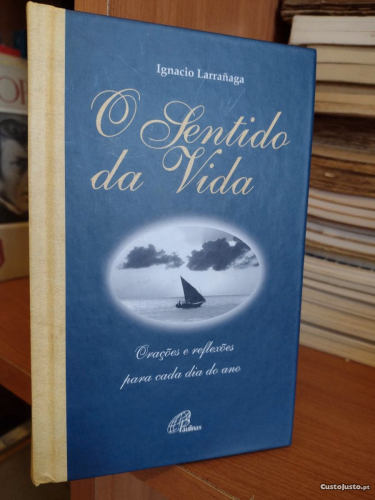 Ignacio Larrañaga
O Sentido
da Vida
Orações e reflexões
para cada dia do ano
Paulinas
CustoJusto.pt